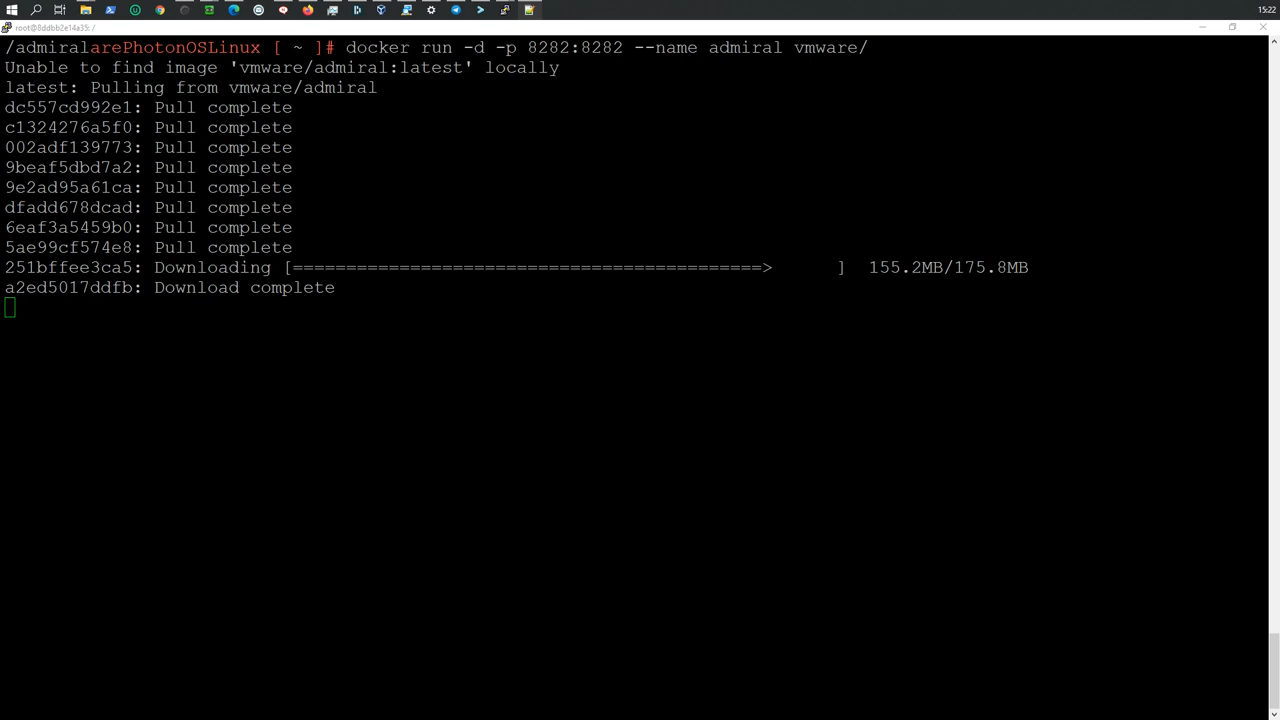 15:22
root@8ddbb2e14a35: /
/admiralarePhotonOSLinux [ ~ ]# docker run -d -p 8282:8282 --name admiral vmware/
Unable to find image 'vmware/admiral:latest' locally
latest: Pulling from vmware/admiral
dc557cd992e1: Pull complete
c1324276a5f0: Pull complete
002adf139773: Pull complete
9beaf5dbd7a2: Pull complete
9e2ad95a61ca: Pull complete
dfadd678dcad: Pull complete
6eaf3a5459b0: Pull complete
5ae99cf574e8: Pull complete
251bffee3ca5: Downloading [============================================>      ]  155.2MB/175.8MB
a2ed5017ddfb: Download complete